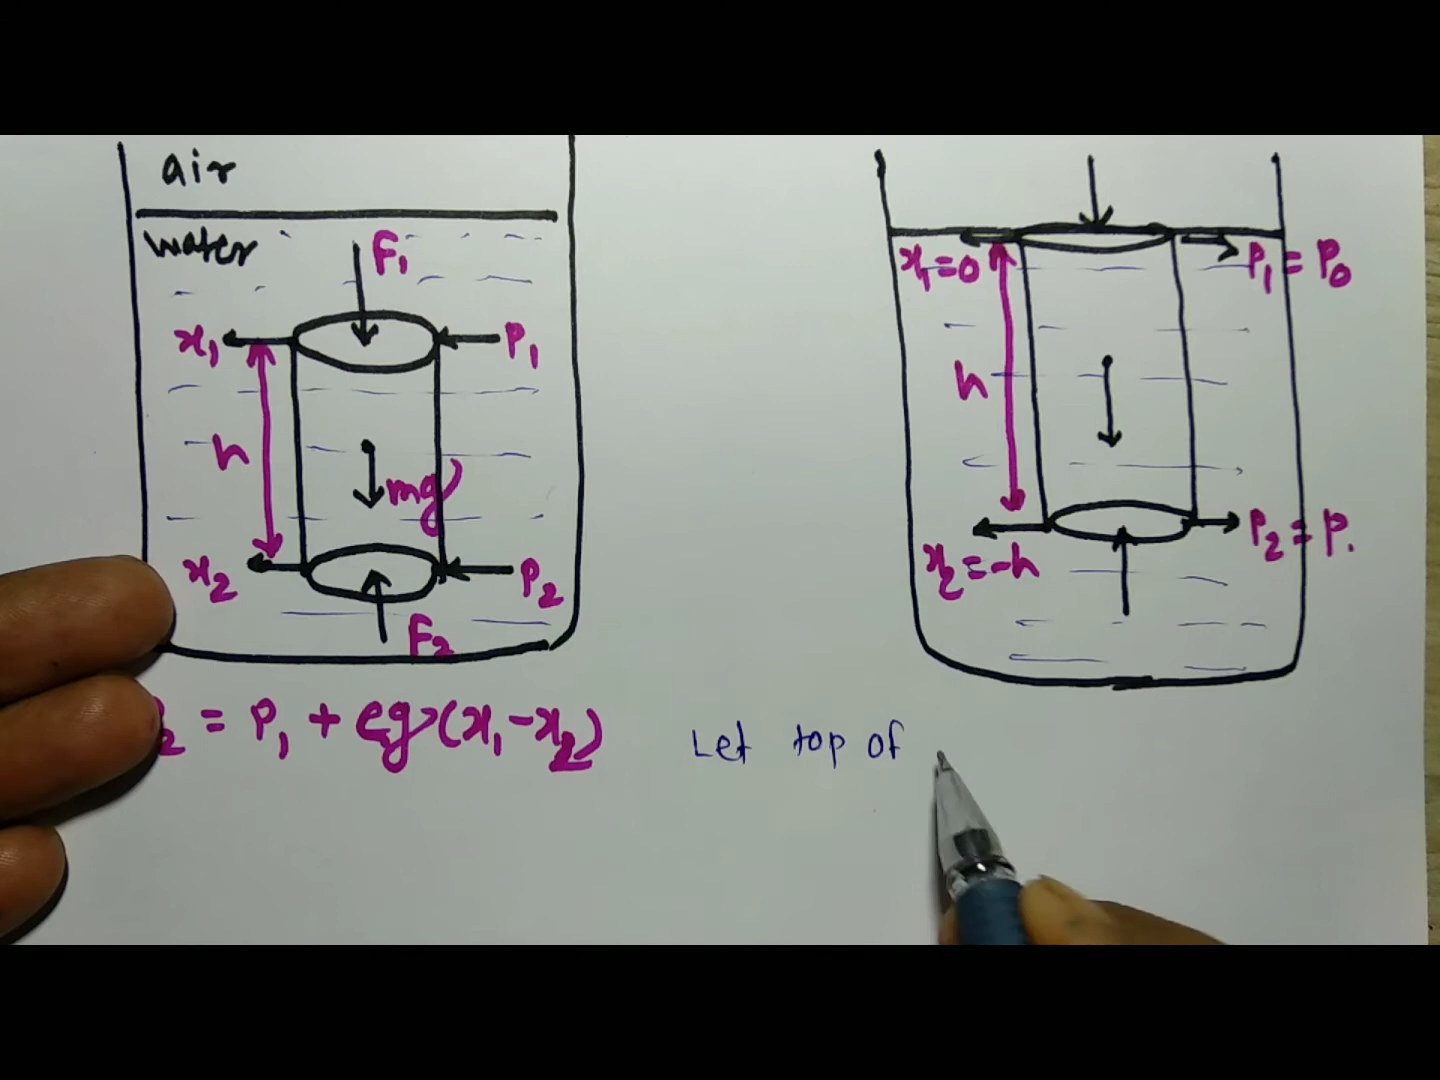 air
water
F₁
x₁
P₁
h
mg
x₂
P₂
F₂
₂ = P₁ + ρg(x₁-x₂)
x₁=0
P₁ = P₀
h
x₂=-h
P₂ = P.
Let top of